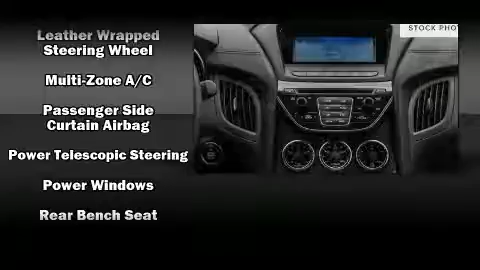 Leather Wrapped
Steering Wheel
Multi-Zone A/C
Passenger Side
Curtain Airbag
Power Telescopic Steering
Power Windows
Rear Bench Seat
STOCK PHOT